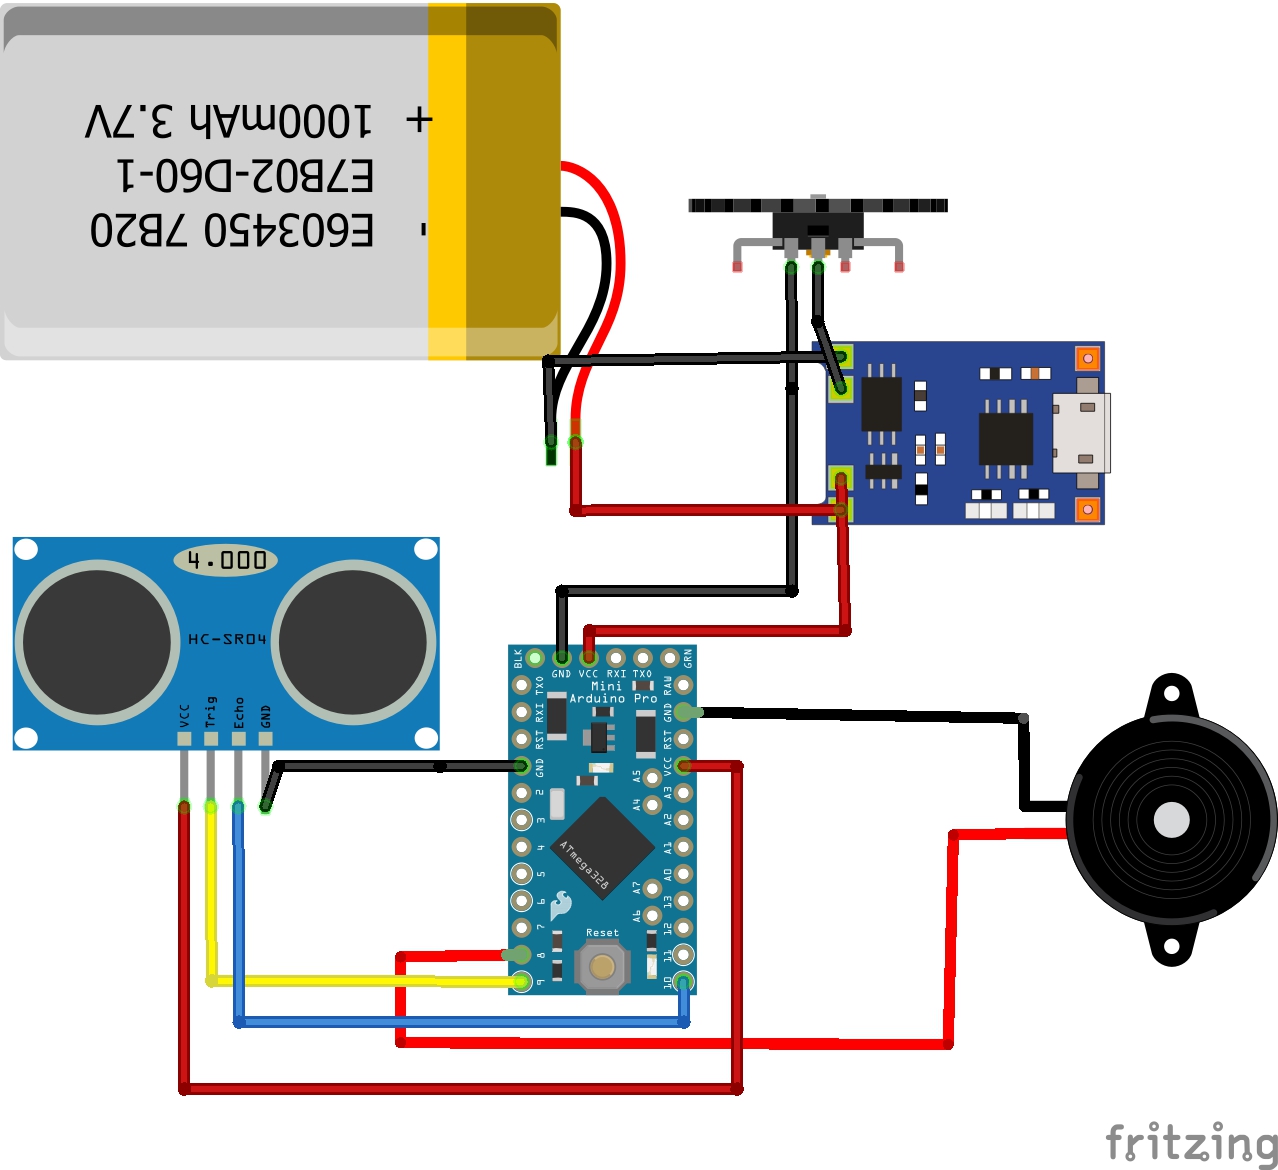 + 1000mAh 3.7V
E7B02-D60-1
- E603450 7B20
4.000
HC-SR04
VCC
Trig
Echo
GND
BLK
GND
VCC
RXI
TXO
GRN
Mini
Arduino Pro
TXO
RXI
RST
GND
2
3
4
5
6
7
8
9
RAW
GND
RST
VCC
A3
A2
A1
A0
13
12
11
10
A5
A4
A7
A6
ATmega328
Reset
fritzing